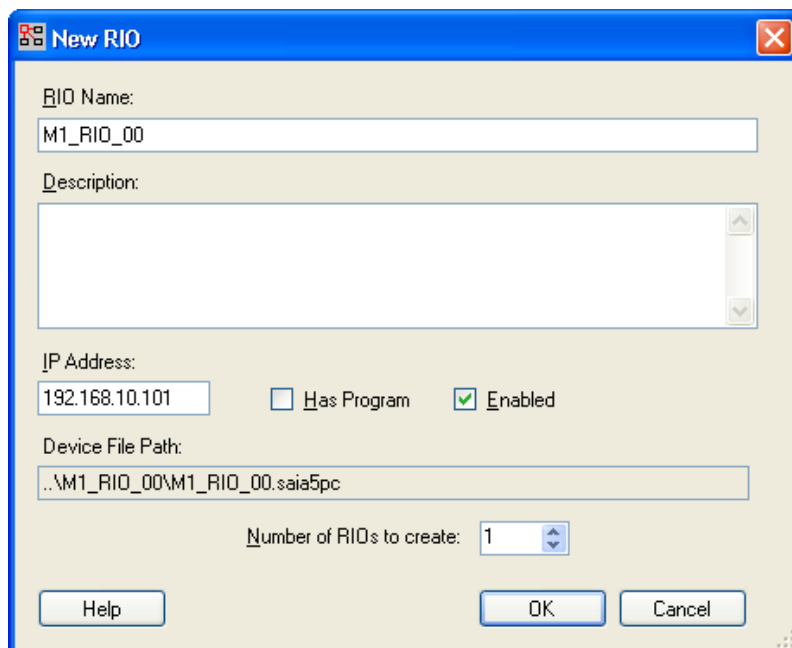 New RIO
RIO Name:
M1_RIO_00
Description:
IP Address:
192.168.10.101
Has Program
Enabled
Device File Path:
..\M1_RIO_00\M1_RIO_00.saia5pc
Number of RIOs to create:
1
Help
OK
Cancel